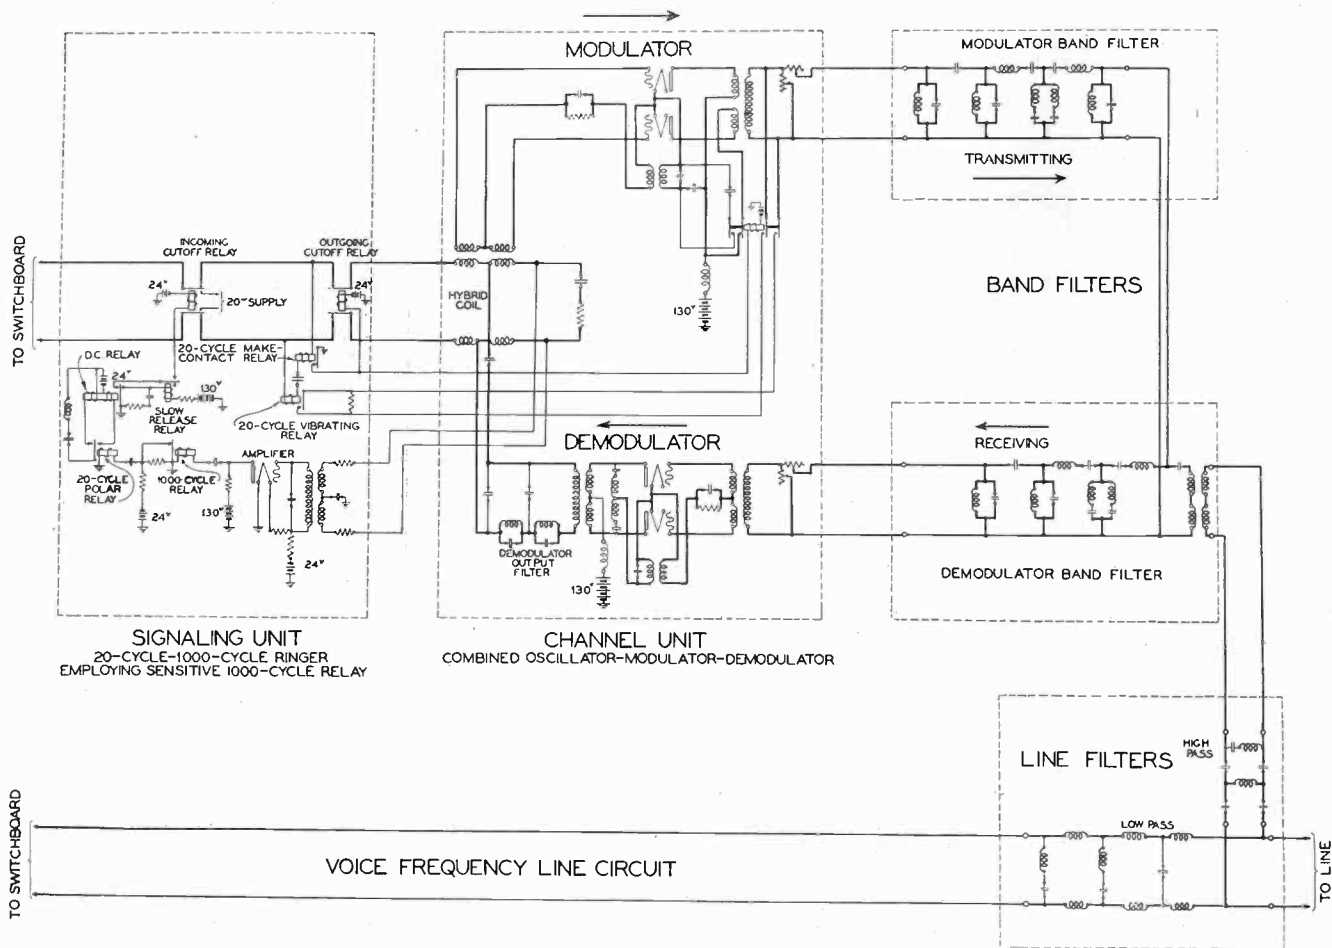 MODULATOR
MODULATOR BAND FILTER
TRANSMITTING
TO SWITCHBOARD
INCOMING
CUTOFF RELAY
OUTGOING
CUTOFF RELAY
24ᵛ
20~SUPPLY
24ᵛ
HYBRID
COIL
130ᵛ
BAND FILTERS
20-CYCLE MAKE-
CONTACT RELAY
D.C. RELAY
24ᵛ
130ᵛ
SLOW
RELEASE
RELAY
20-CYCLE VIBRATING
RELAY
DEMODULATOR
RECEIVING
AMPLIFIER
20-CYCLE
POLAR
RELAY
1000-CYCLE
RELAY
24ᵛ
130ᵛ
24ᵛ
DEMODULATOR
OUTPUT
FILTER
130ᵛ
DEMODULATOR BAND FILTER
SIGNALING UNIT
20-CYCLE-1000-CYCLE RINGER
EMPLOYING SENSITIVE 1000-CYCLE RELAY
CHANNEL UNIT
COMBINED OSCILLATOR-MODULATOR-DEMODULATOR
LINE FILTERS
HIGH
PASS
LOW PASS
TO SWITCHBOARD
VOICE FREQUENCY LINE CIRCUIT
TO LINE